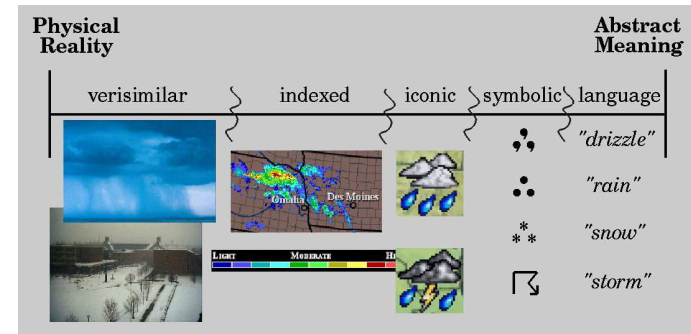 Physical
Reality
Abstract
Meaning
verisimilar
indexed
iconic
symbolic
language
"drizzle"
Omaha
Des Moines
"rain"
"snow"
LIGHT
MODERATE
"storm"